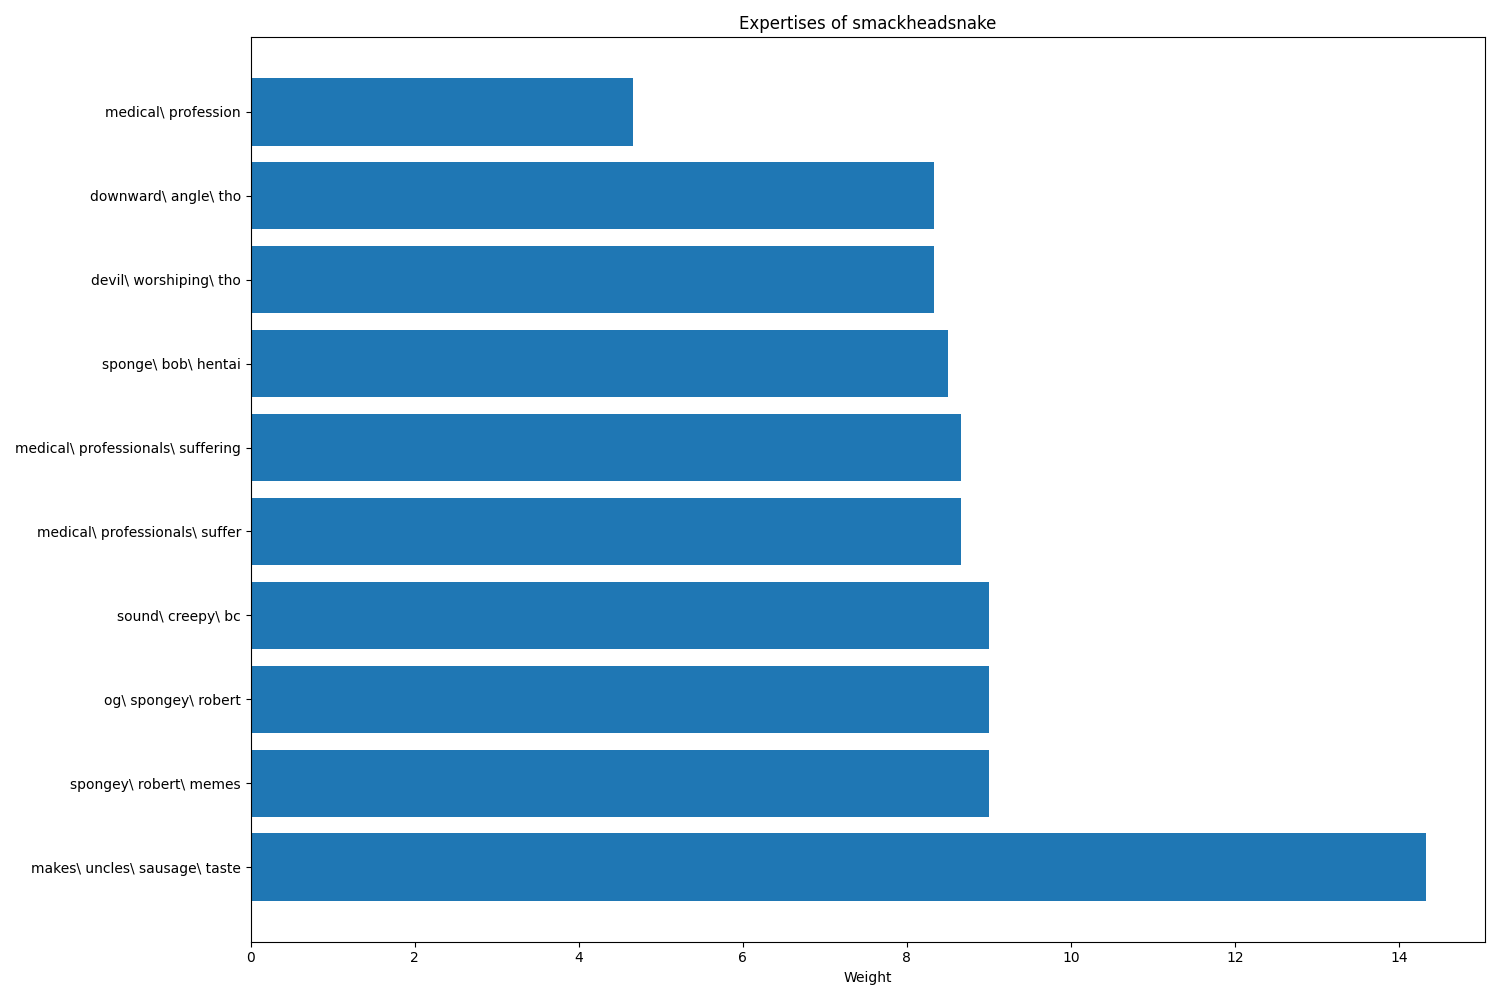 Expertises of smackheadsnake
medical\ profession
downward\ angle\ tho
devil\ worshiping\ tho
sponge\ bob\ hentai
medical\ professionals\ suffering
medical\ professionals\ suffer
sound\ creepy\ bc
og\ spongey\ robert
spongey\ robert\ memes
makes\ uncles\ sausage\ taste
0 2 4 6 8 10 12 14
Weight